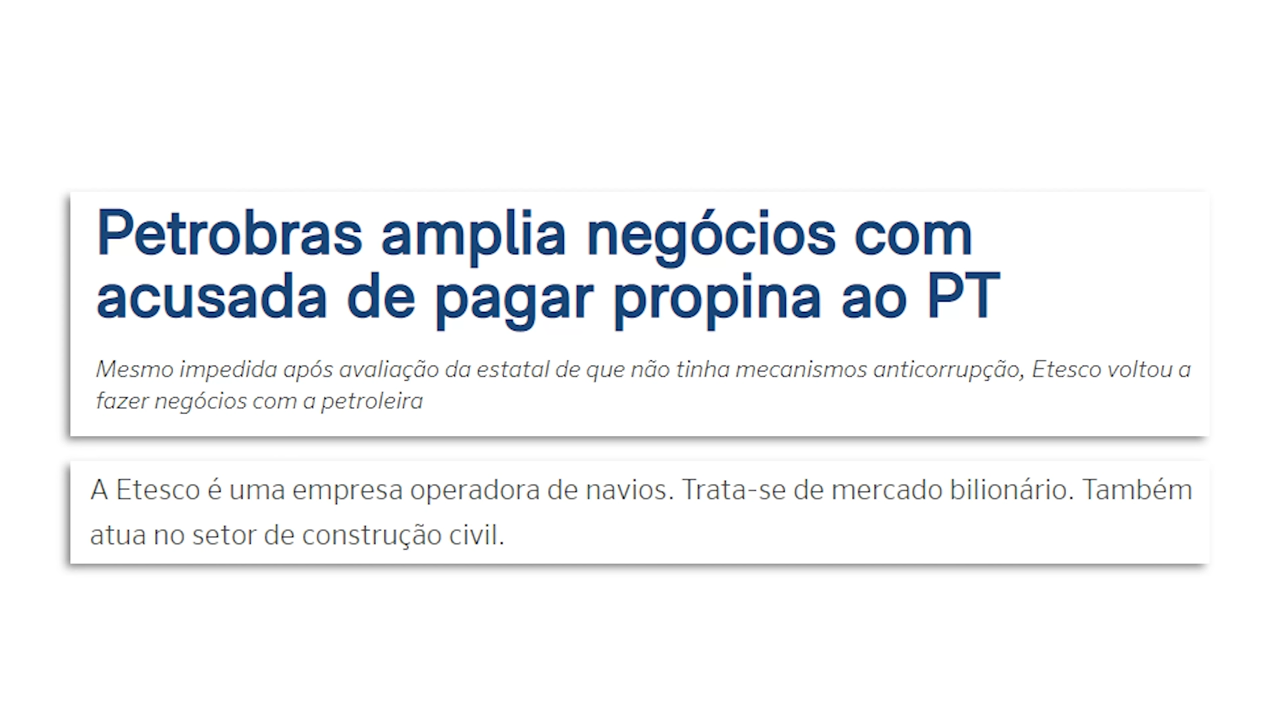 Petrobras amplia negócios com
acusada de pagar propina ao PT
Mesmo impedida após avaliação da estatal de que não tinha mecanismos anticorrupção, Etesco voltou a
fazer negócios com a petroleira
A Etesco é uma empresa operadora de navios. Trata-se de mercado bilionário. Também
atua no setor de construção civil.